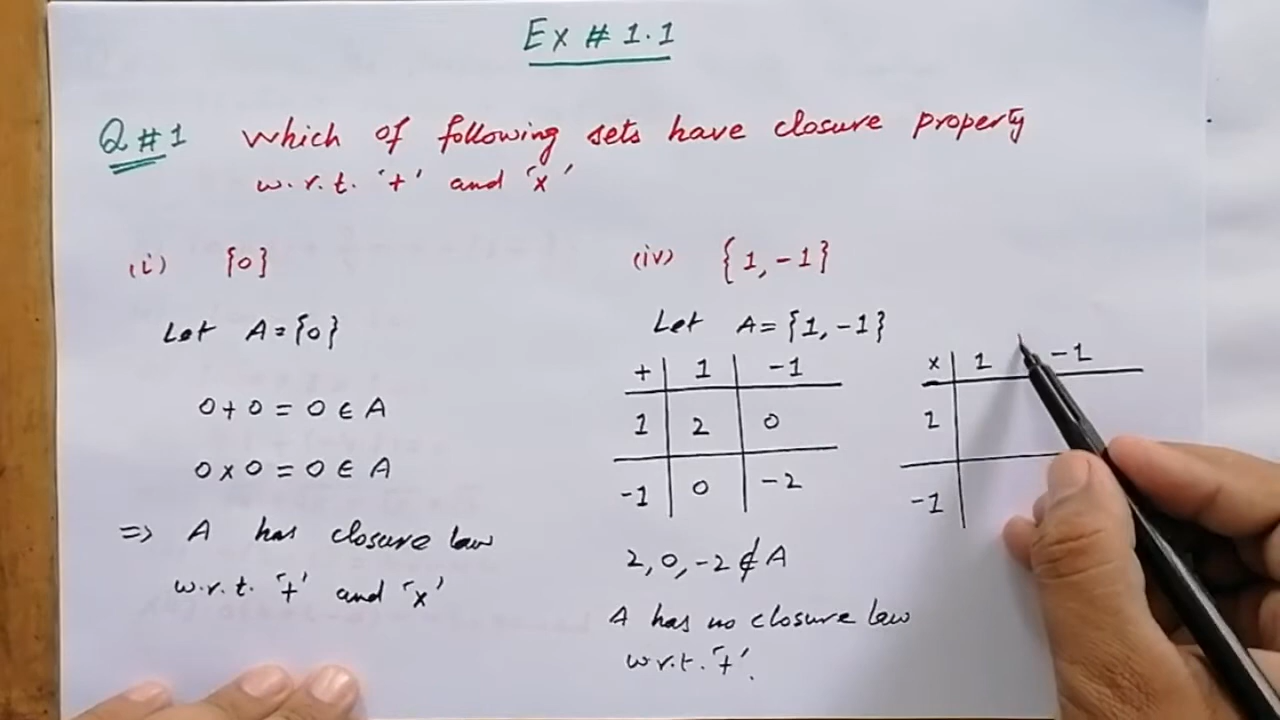 Ex # 1.1
Q#1 Which of following sets have closure property
w.r.t. '+' and 'x'
(i) {0}
Let A={0}
0+0=0 ∈ A
0x0=0 ∈ A
=> A has closure law
w.r.t. '+' and 'x'
(iv) {1,-1}
Let A={1,-1}
+ | 1 | -1
1 | 2 | 0
-1 | 0 | -2
2, 0, -2 ∉ A
A has no closure law
w.r.t. '+'.
x | 1 -1
1 |
-1 |